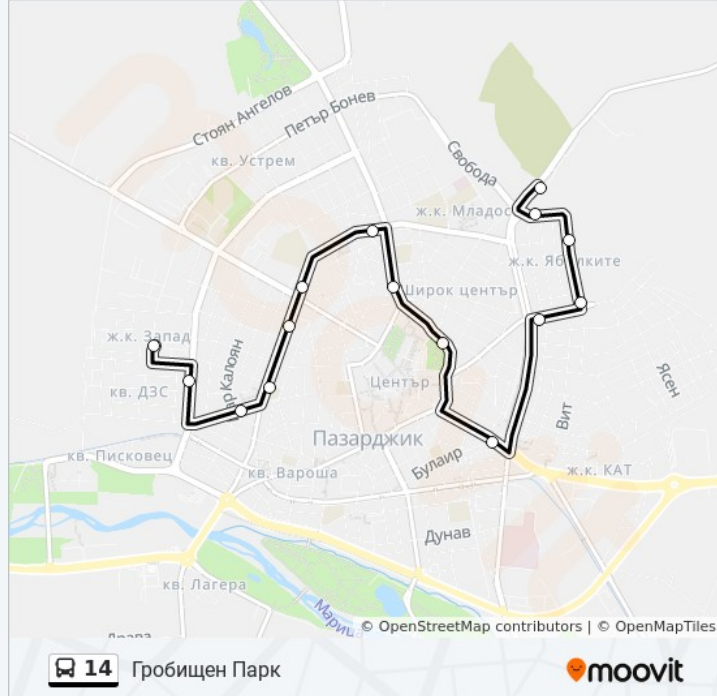 Стоян Ангелов
Петър Бонев
кв. Устрем
Свобода
ж.к. Младос
ж.к. Ябълките
Широк център
ж.к. Запад
ар Калоян
кв. ДЗС
Център
Ясен
Вит
Пазарджик
кв. Писковец
кв. Вароша
Булаир
ж.к. КАТ
Дунав
кв. Лагера
Марица
Драва
© OpenStreetMap contributors | © OpenMapTiles
14 Гробищен Парк
moovit